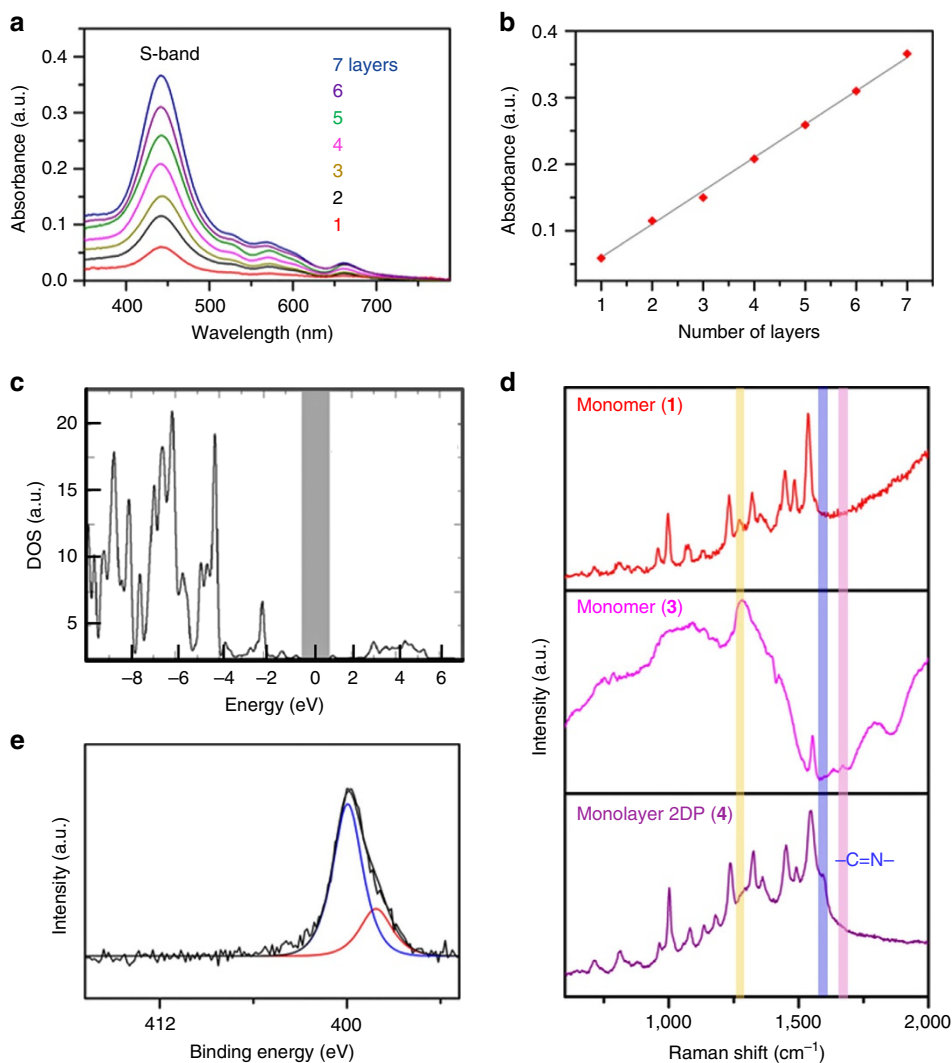 a
S-band
7 layers
6
5
4
3
2
1
0.4
0.3
0.2
0.1
0.0
Absorbance (a.u.)
400 500 600 700
Wavelength (nm)
b
0.4
0.3
0.2
0.1
Absorbance (a.u.)
1 2 3 4 5 6 7
Number of layers
c
20
15
10
5
DOS (a.u.)
−8 −6 −4 −2 0 2 4 6
Energy (eV)
d
Monomer (1)
Monomer (3)
Monolayer 2DP (4)
–C=N–
Intensity (a.u.)
1,000 1,500 2,000
Raman shift (cm−1)
e
Intensity (a.u.)
412 400
Binding energy (eV)